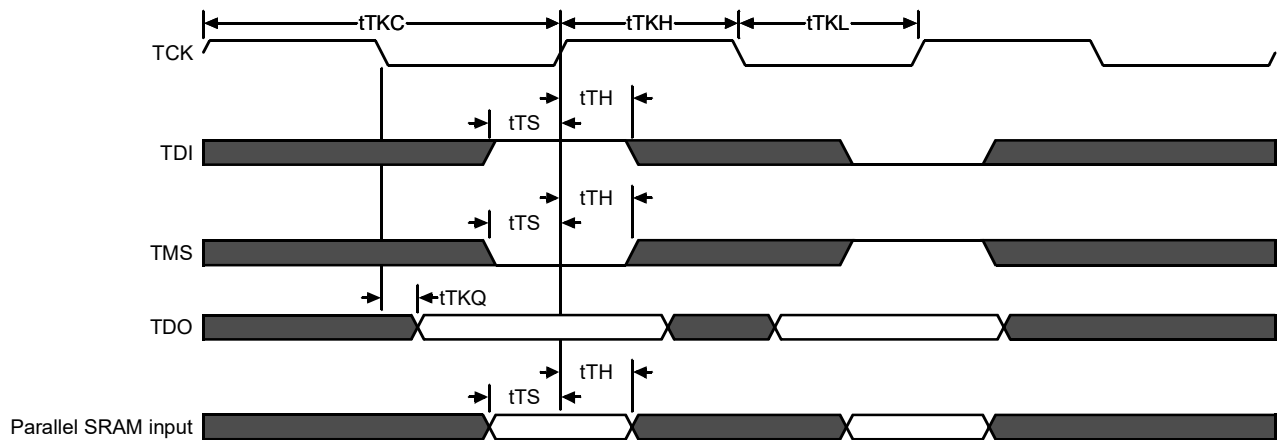 tTKC
tTKH
tTKL
TCK
tTH
tTS
TDI
tTH
tTS
TMS
tTKQ
TDO
tTH
tTS
Parallel SRAM input